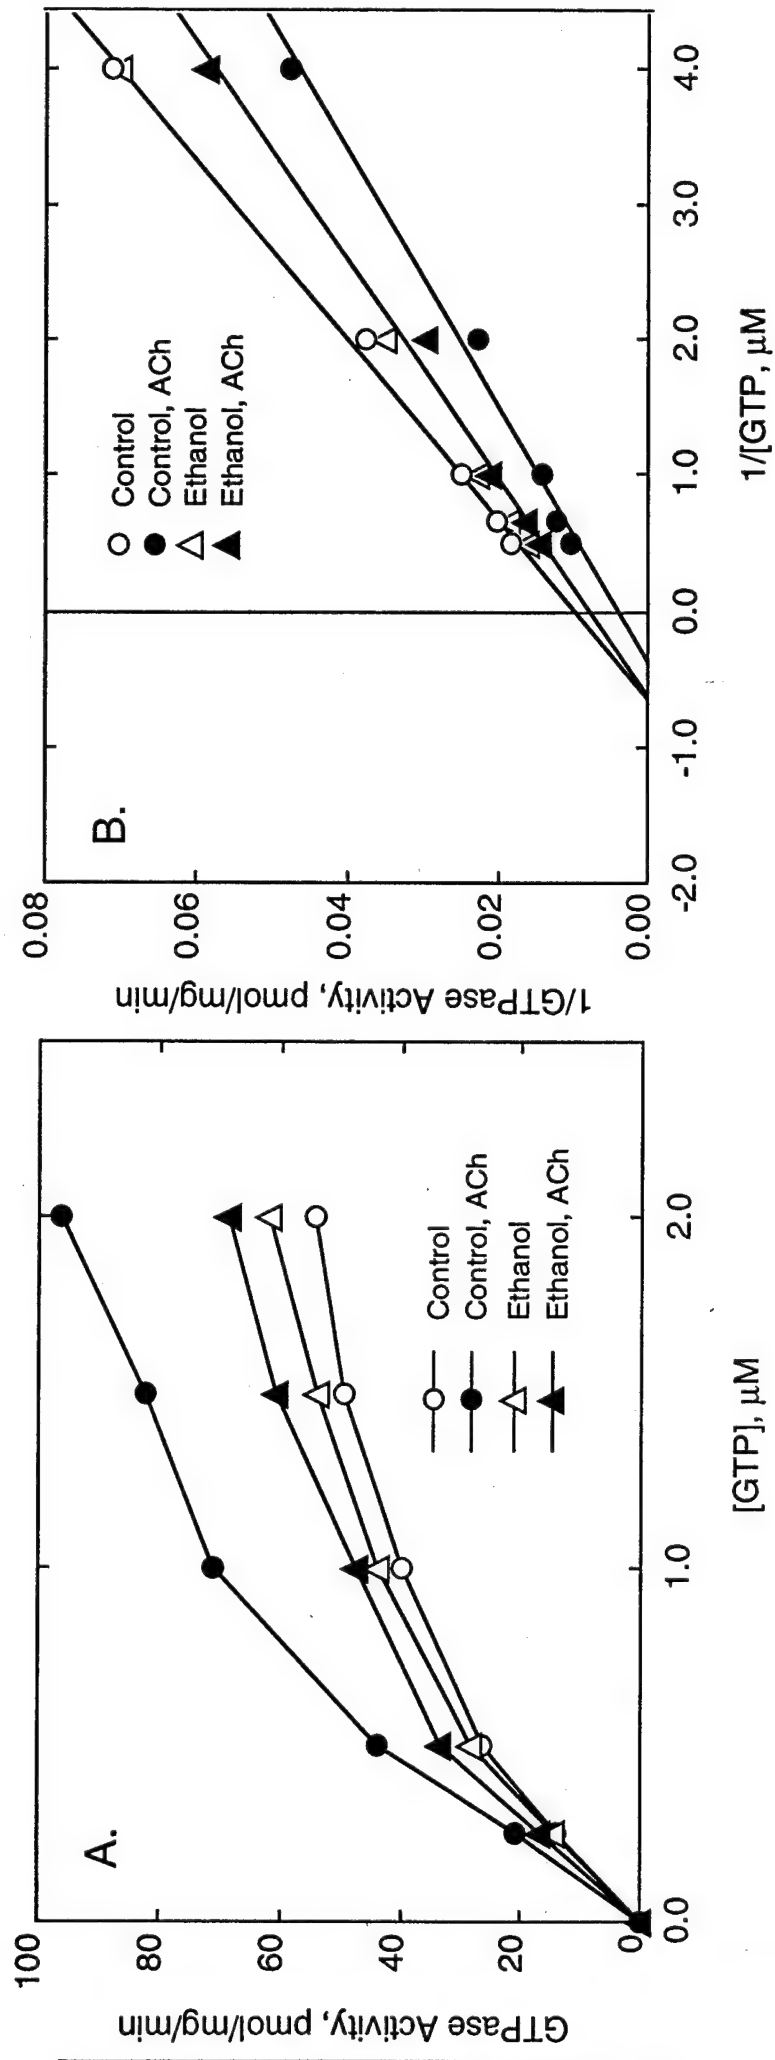 A.
GTPase Activity, pmol/mg/min
100
80
60
40
20
0
0.0
1.0
2.0
[GTP], μM
Control
Control, ACh
Ethanol
Ethanol, ACh
B.
1/GTPase Activity, pmol/mg/min
0.08
0.06
0.04
0.02
0.00
-2.0
-1.0
0.0
1.0
2.0
3.0
4.0
1/[GTP, μM
Control
Control, ACh
Ethanol
Ethanol, ACh